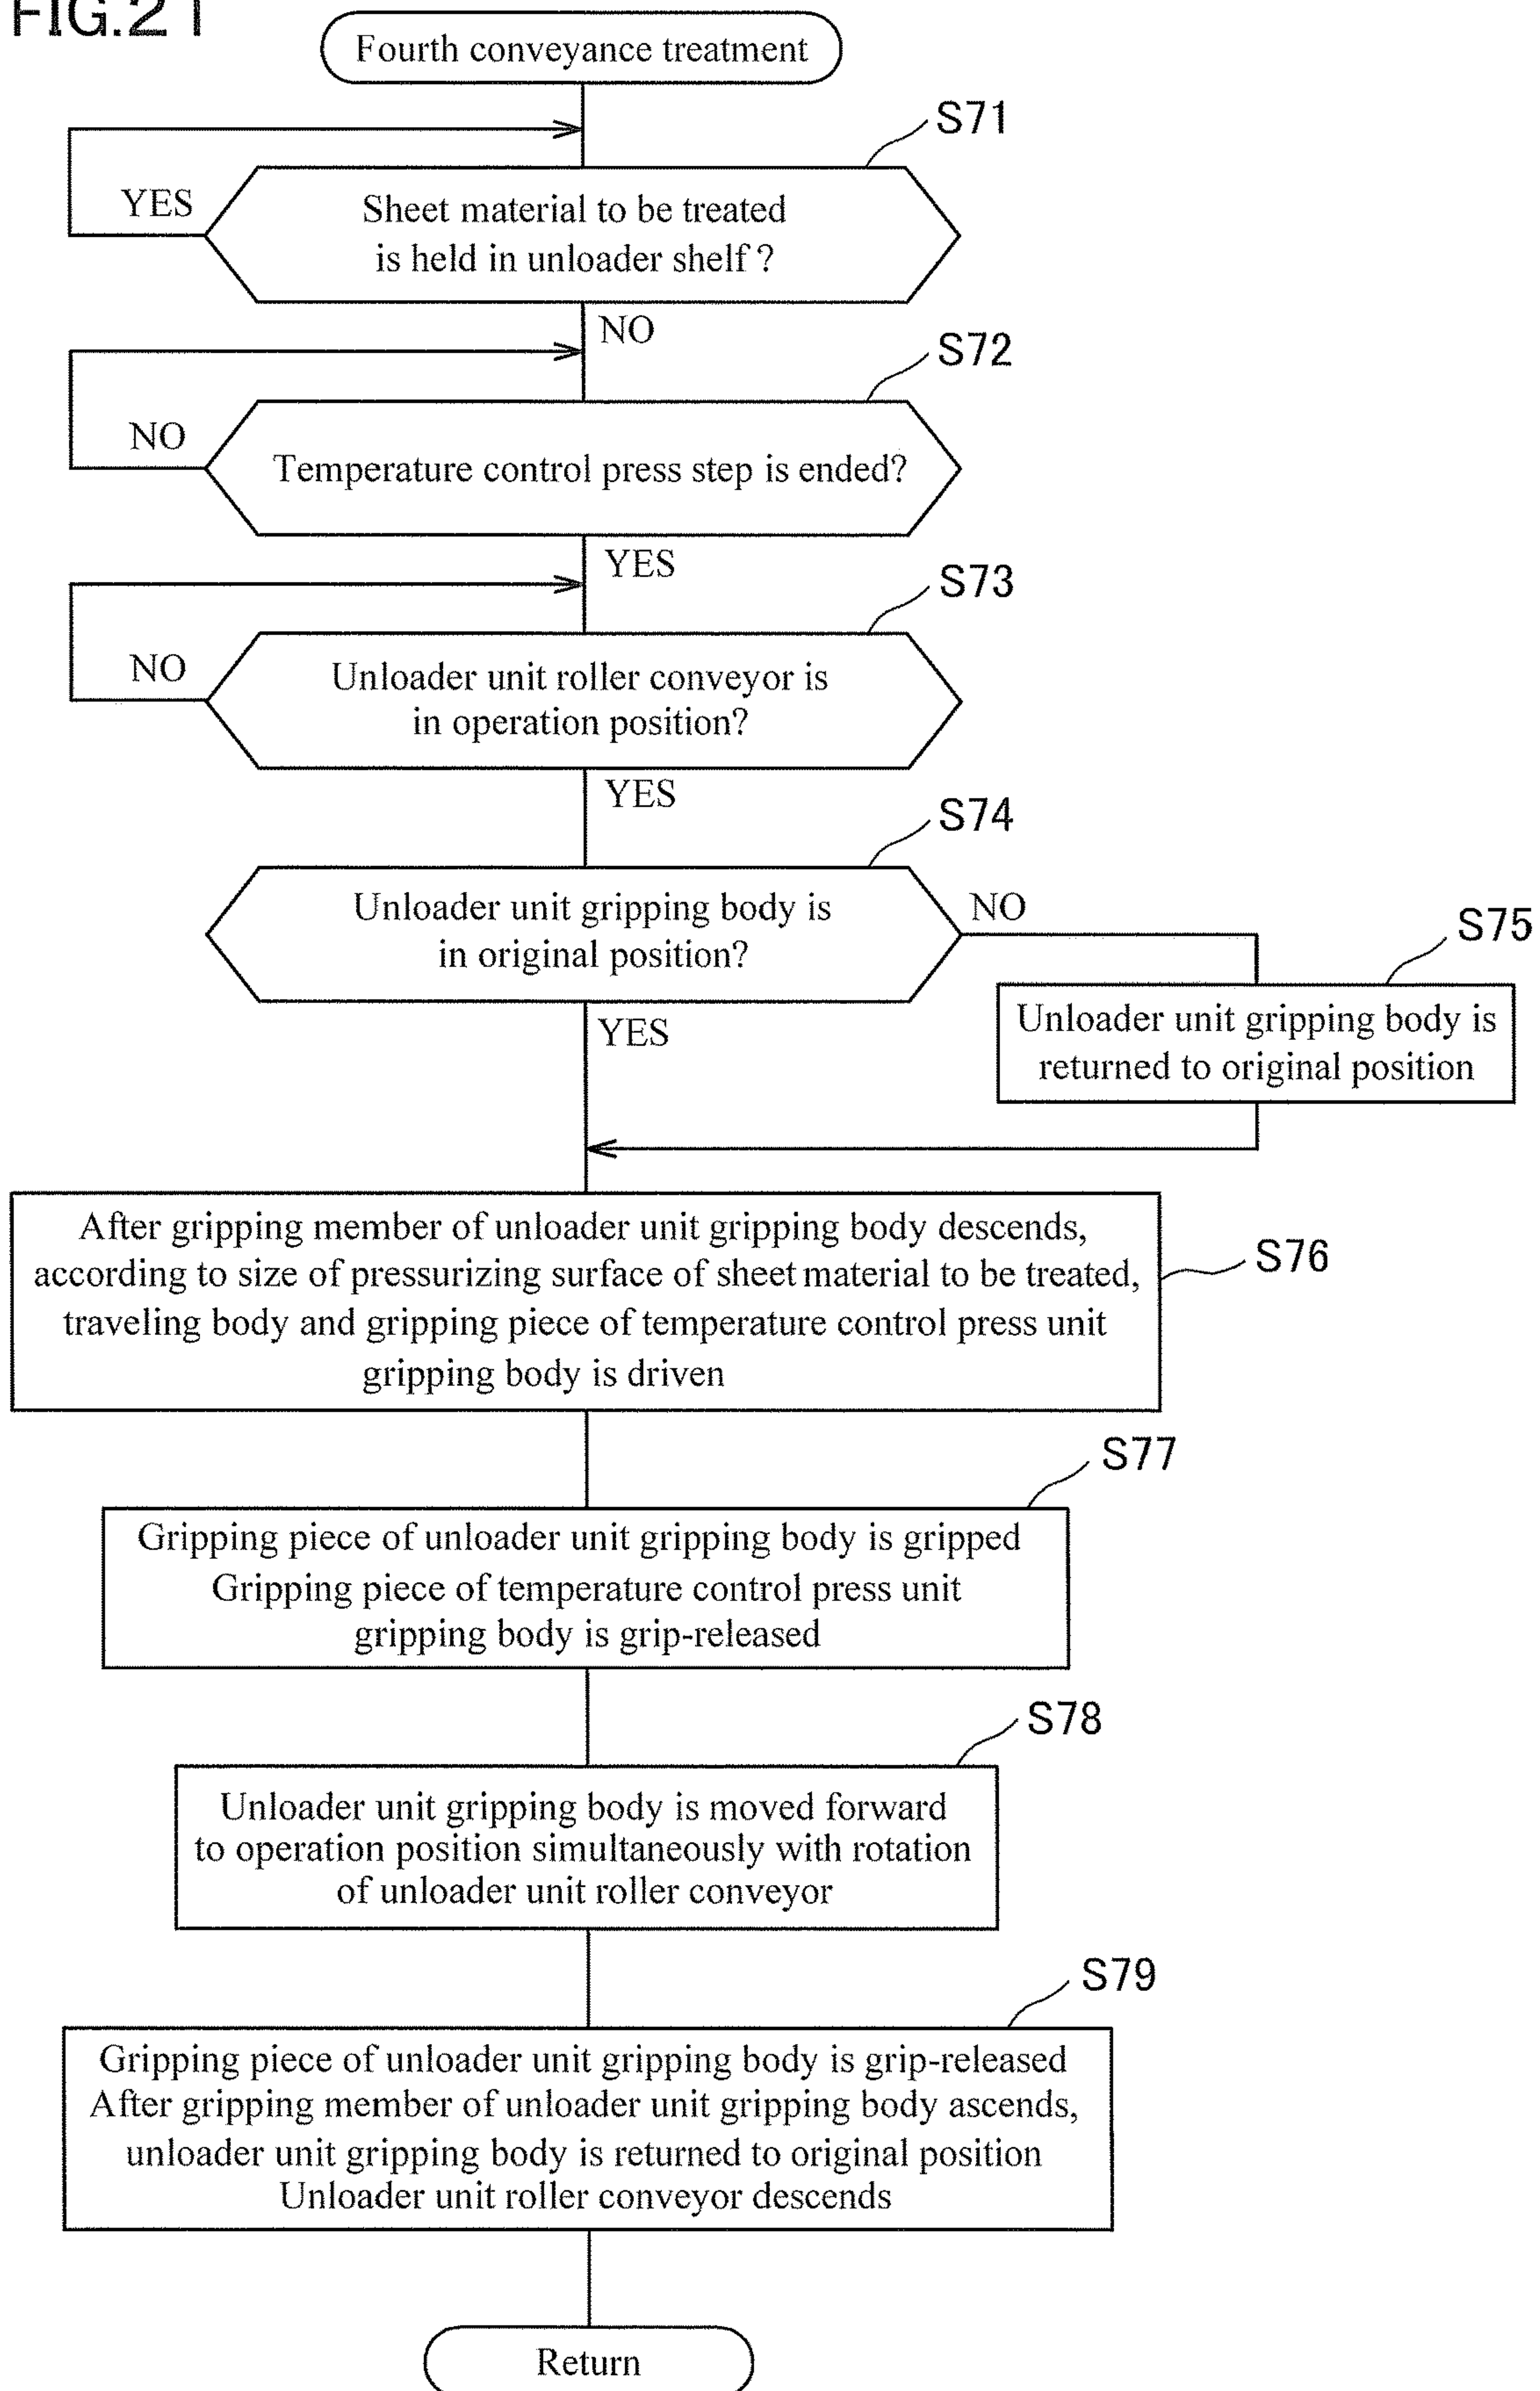 FIG.21
Fourth conveyance treatment
S71
YES
Sheet material to be treated
is held in unloader shelf ?
NO
S72
NO
Temperature control press step is ended?
YES
S73
NO
Unloader unit roller conveyor is
in operation position?
YES
S74
Unloader unit gripping body is
in original position?
NO
S75
Unloader unit gripping body is
returned to original position
YES
After gripping member of unloader unit gripping body descends,
according to size of pressurizing surface of sheet material to be treated,
traveling body and gripping piece of temperature control press unit
gripping body is driven
S76
S77
Gripping piece of unloader unit gripping body is gripped
Gripping piece of temperature control press unit
gripping body is grip-released
S78
Unloader unit gripping body is moved forward
to operation position simultaneously with rotation
of unloader unit roller conveyor
S79
Gripping piece of unloader unit gripping body is grip-released
After gripping member of unloader unit gripping body ascends,
unloader unit gripping body is returned to original position
Unloader unit roller conveyor descends
Return